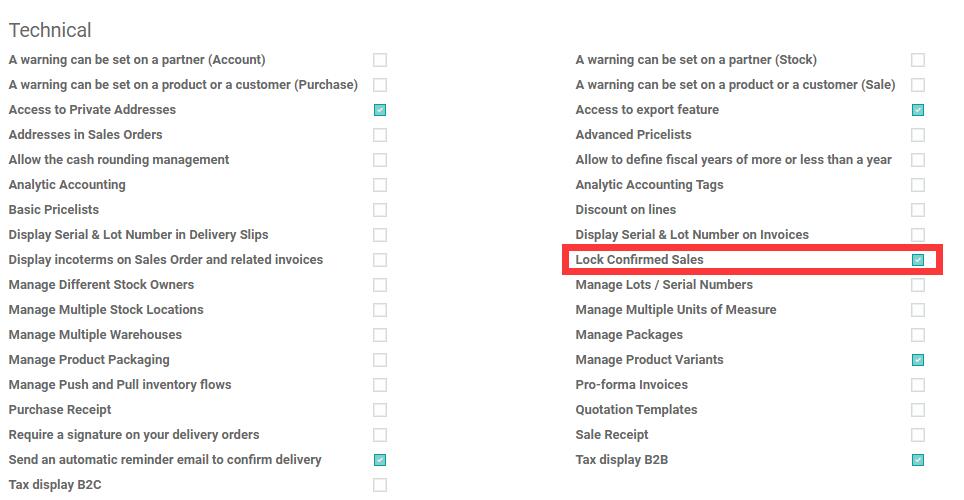 Technical
A warning can be set on a partner (Account)
A warning can be set on a partner (Stock)
A warning can be set on a product or a customer (Purchase)
A warning can be set on a product or a customer (Sale)
Access to Private Addresses
Access to export feature
Addresses in Sales Orders
Advanced Pricelists
Allow the cash rounding management
Allow to define fiscal years of more or less than a year
Analytic Accounting
Analytic Accounting Tags
Basic Pricelists
Discount on lines
Display Serial & Lot Number in Delivery Slips
Display Serial & Lot Number on Invoices
Display incoterms on Sales Order and related invoices
Lock Confirmed Sales
Manage Different Stock Owners
Manage Lots / Serial Numbers
Manage Multiple Stock Locations
Manage Multiple Units of Measure
Manage Multiple Warehouses
Manage Packages
Manage Product Packaging
Manage Product Variants
Manage Push and Pull inventory flows
Pro-forma Invoices
Purchase Receipt
Quotation Templates
Require a signature on your delivery orders
Sale Receipt
Send an automatic reminder email to confirm delivery
Tax display B2B
Tax display B2C